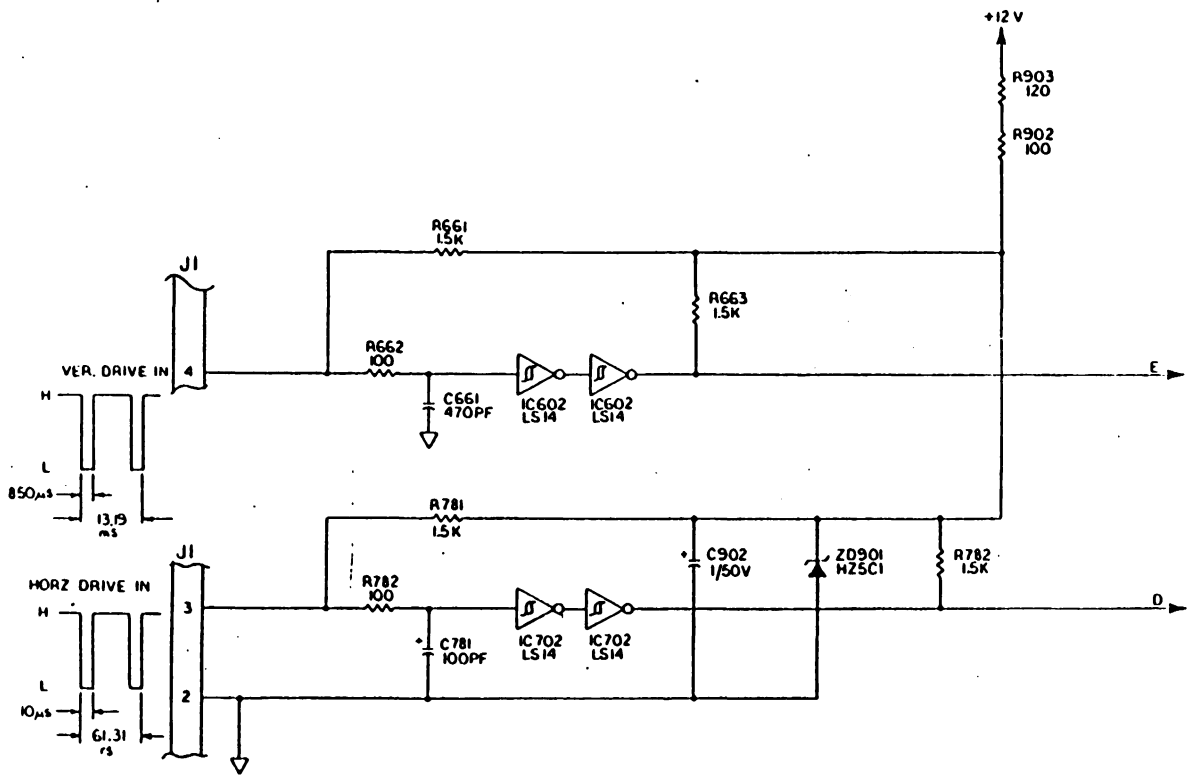 +12 V
R903
120
R902
100
R661
1.5K
J1
R663
1.5K
R662
100
VER. DRIVE IN
4
E
H
C661
470PF
IC602
LS14
IC602
LS14
L
850µs
13.19
ms
R781
1.5K
J1
+
C902
1/50V
ZD901
HZ5C1
R782
1.5K
HORZ DRIVE IN
R782
100
H
3
D
+
C781
100PF
IC702
LS14
IC702
LS14
L
2
10µs
61.31
rs